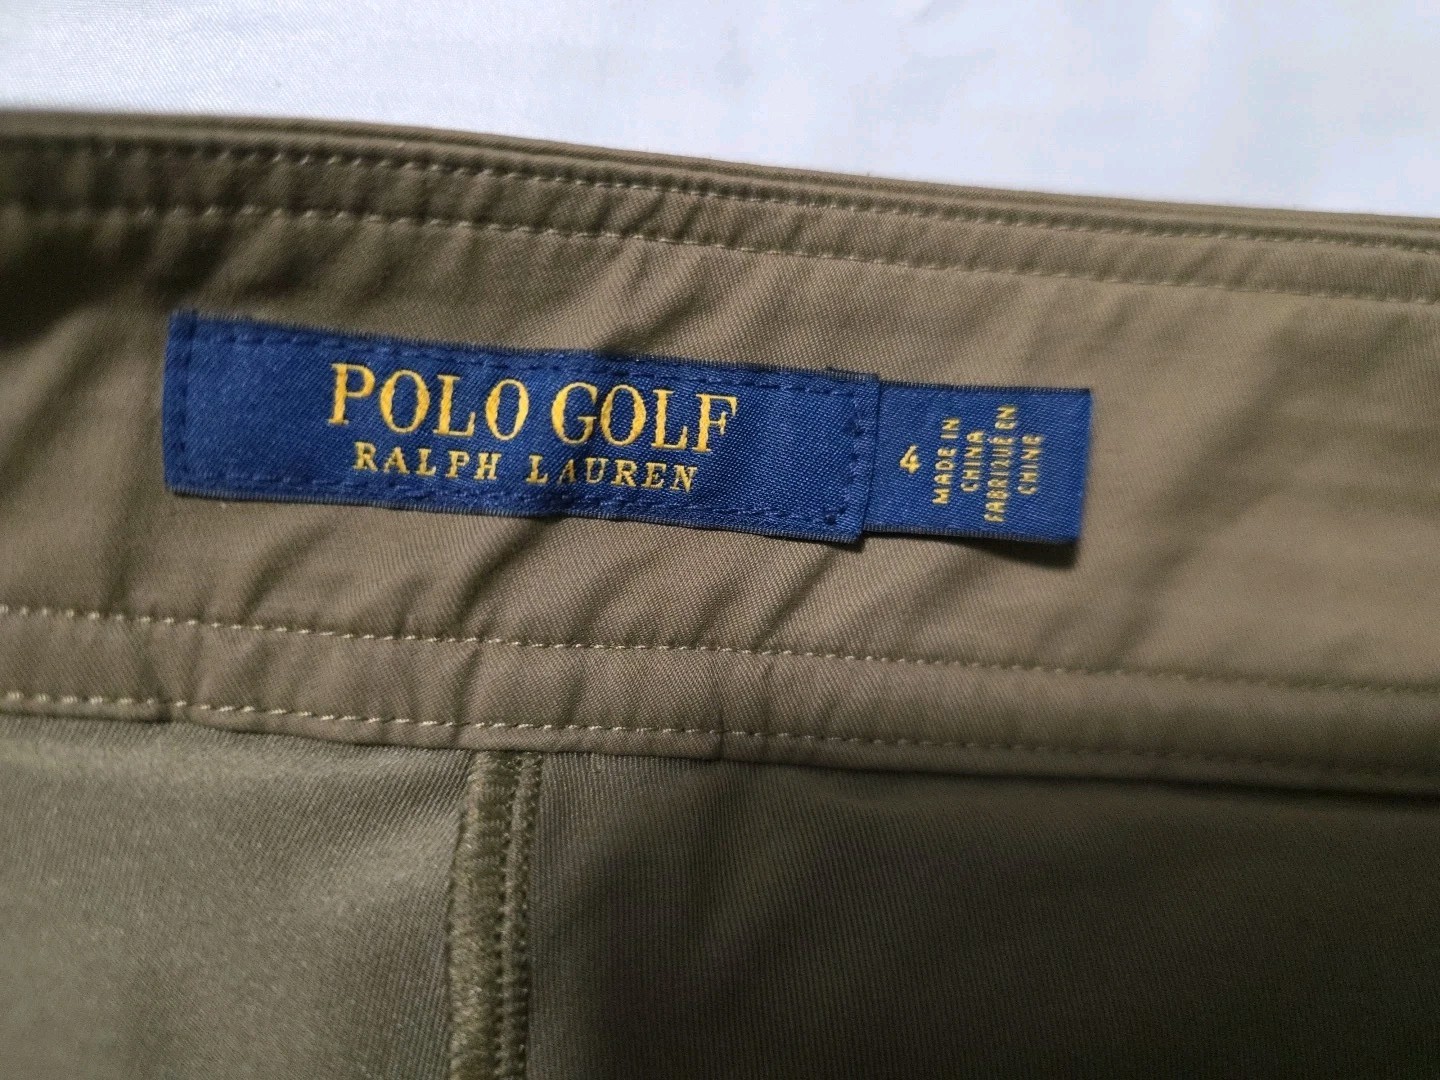 POLO GOLF
RALPH LAUREN
4
MADE IN
CHINA
FABRIQUÉ EN
CHINE